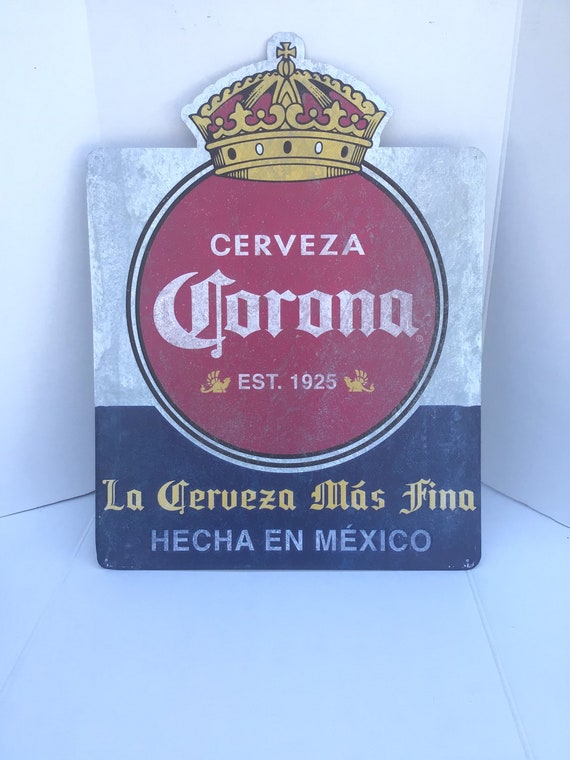 CERVEZA
Corona®
EST. 1925
La Cerveza Más Fina
HECHA EN MÉXICO